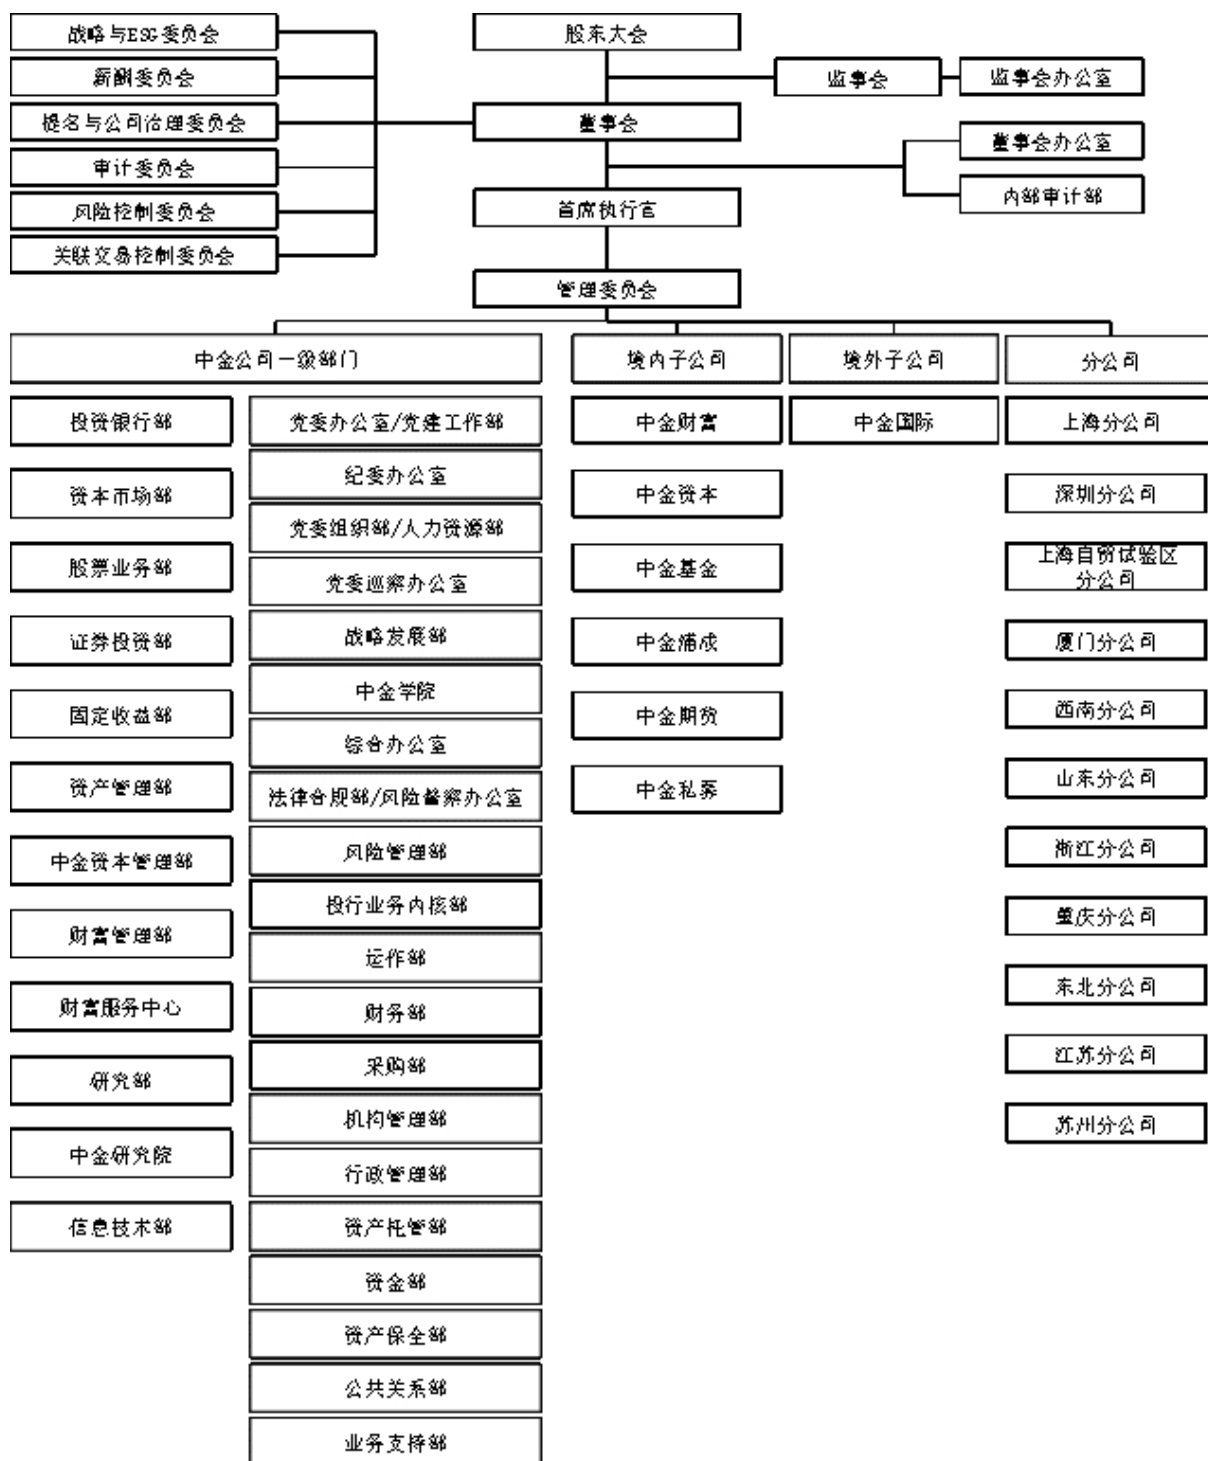 战略与ESG委员会
薪酬委员会
提名与公司治理委员会
审计委员会
风险控制委员会
关联交易控制委员会
股东大会
监事会
监事会办公室
董事会
董事会办公室
内部审计部
首席执行官
管理委员会
中金公司一级部门
境内子公司
境外子公司
分公司
投资银行部
资本市场部
股票业务部
证券投资部
固定收益部
资产管理部
中金资本管理部
财富管理部
财富服务中心
研究部
中金研究院
信息技术部
党委办公室/党建工作部
纪委办公室
党委组织部/人力资源部
党委巡察办公室
战略发展部
中金学院
综合办公室
法律合规部/风险督察办公室
风险管理部
投行业务内核部
运作部
财务部
采购部
机构管理部
行政管理部
资产托管部
资金部
资产保全部
公共关系部
业务支持部
中金财富
中金资本
中金基金
中金浦成
中金期货
中金私募
中金国际
上海分公司
深圳分公司
上海自贸试验区
分公司
厦门分公司
西南分公司
山东分公司
浙江分公司
重庆分公司
东北分公司
江苏分公司
苏州分公司